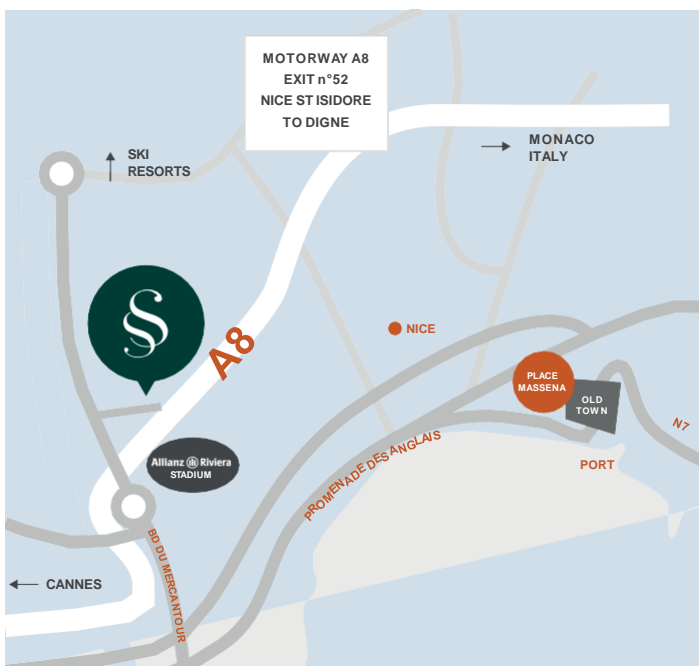 MOTORWAY A8
EXIT n°52
NICE ST ISIDORE
TO DIGNE
SKI
RESORTS
MONACO
ITALY
SS
A8
NICE
PLACE
MASSENA
OLD
TOWN
N7
Allianz Riviera
STADIUM
PROMENADE DES ANGLAIS
PORT
BD DU MERCANTOUR
CANNES